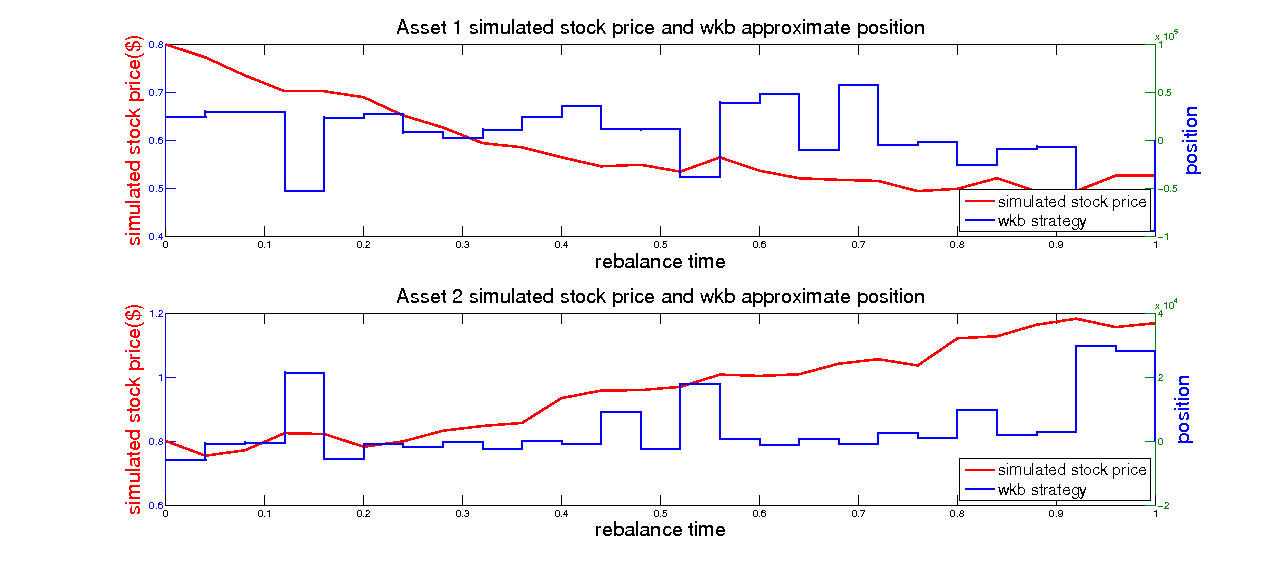 Asset 1 simulated stock price and wkb approximate position
x 10^5
simulated stock price($)
0.8
0.7
0.6
0.5
0.4
1
0.5
0
-0.5
-1
position
simulated stock price
wkb strategy
0 0.1 0.2 0.3 0.4 0.5 0.6 0.7 0.8 0.9 1
rebalance time
Asset 2 simulated stock price and wkb approximate position
x 10^4
simulated stock price($)
1.2
1
0.8
0.6
4
2
0
-2
position
simulated stock price
wkb strategy
0 0.1 0.2 0.3 0.4 0.5 0.6 0.7 0.8 0.9 1
rebalance time